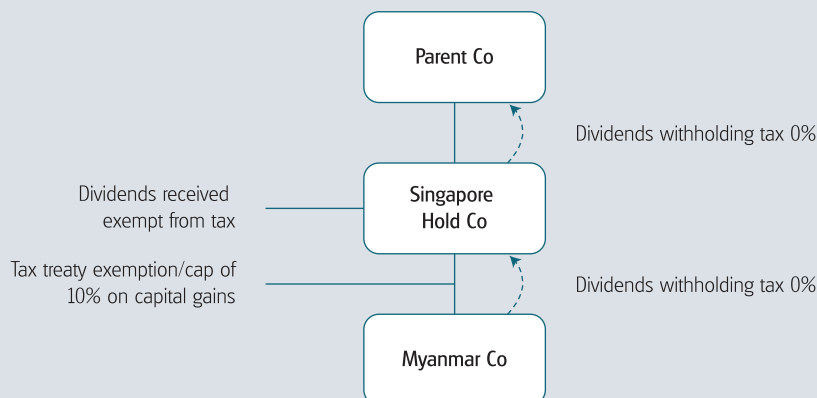 Parent Co
Dividends withholding tax 0%
Dividends received
exempt from tax
Singapore
Hold Co
Tax treaty exemption/cap of
10% on capital gains
Dividends withholding tax 0%
Myanmar Co